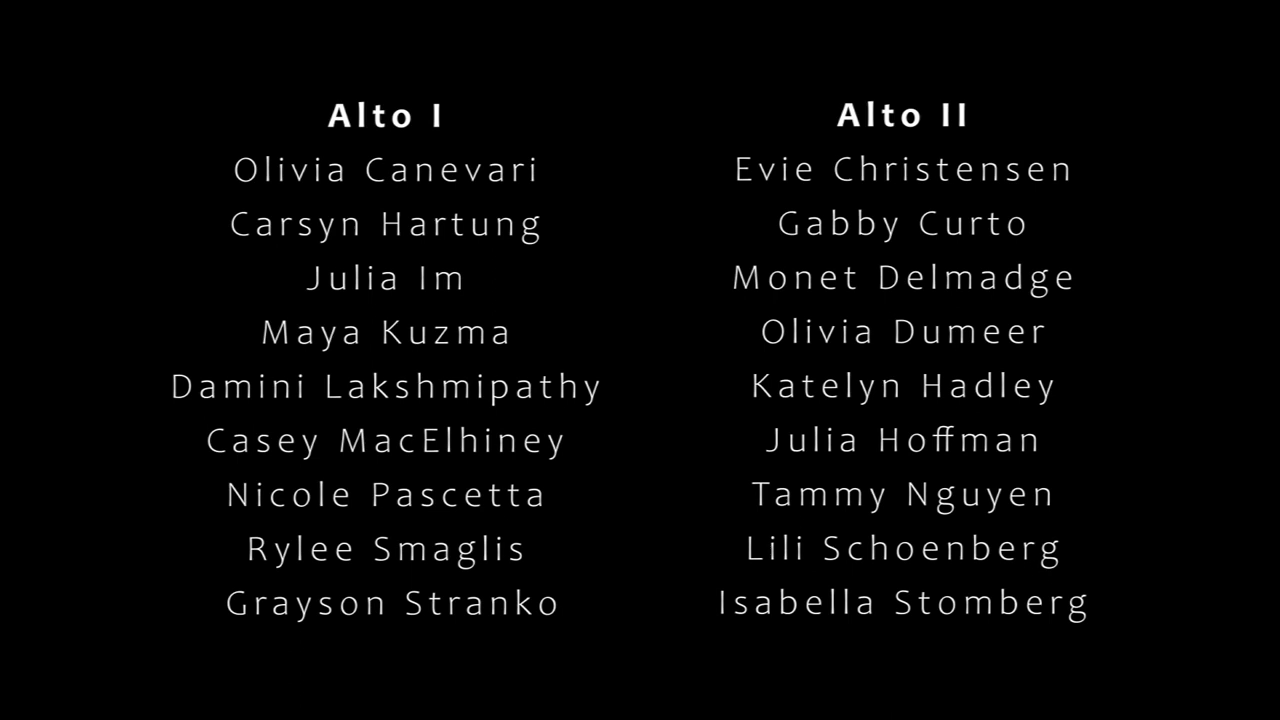 Alto I
Olivia Canevari
Carsyn Hartung
Julia Im
Maya Kuzma
Damini Lakshmipathy
Casey MacElhiney
Nicole Pascetta
Rylee Smaglis
Grayson Stranko
Alto II
Evie Christensen
Gabby Curto
Monet Delmadge
Olivia Dumeer
Katelyn Hadley
Julia Hoffman
Tammy Nguyen
Lili Schoenberg
Isabella Stomberg